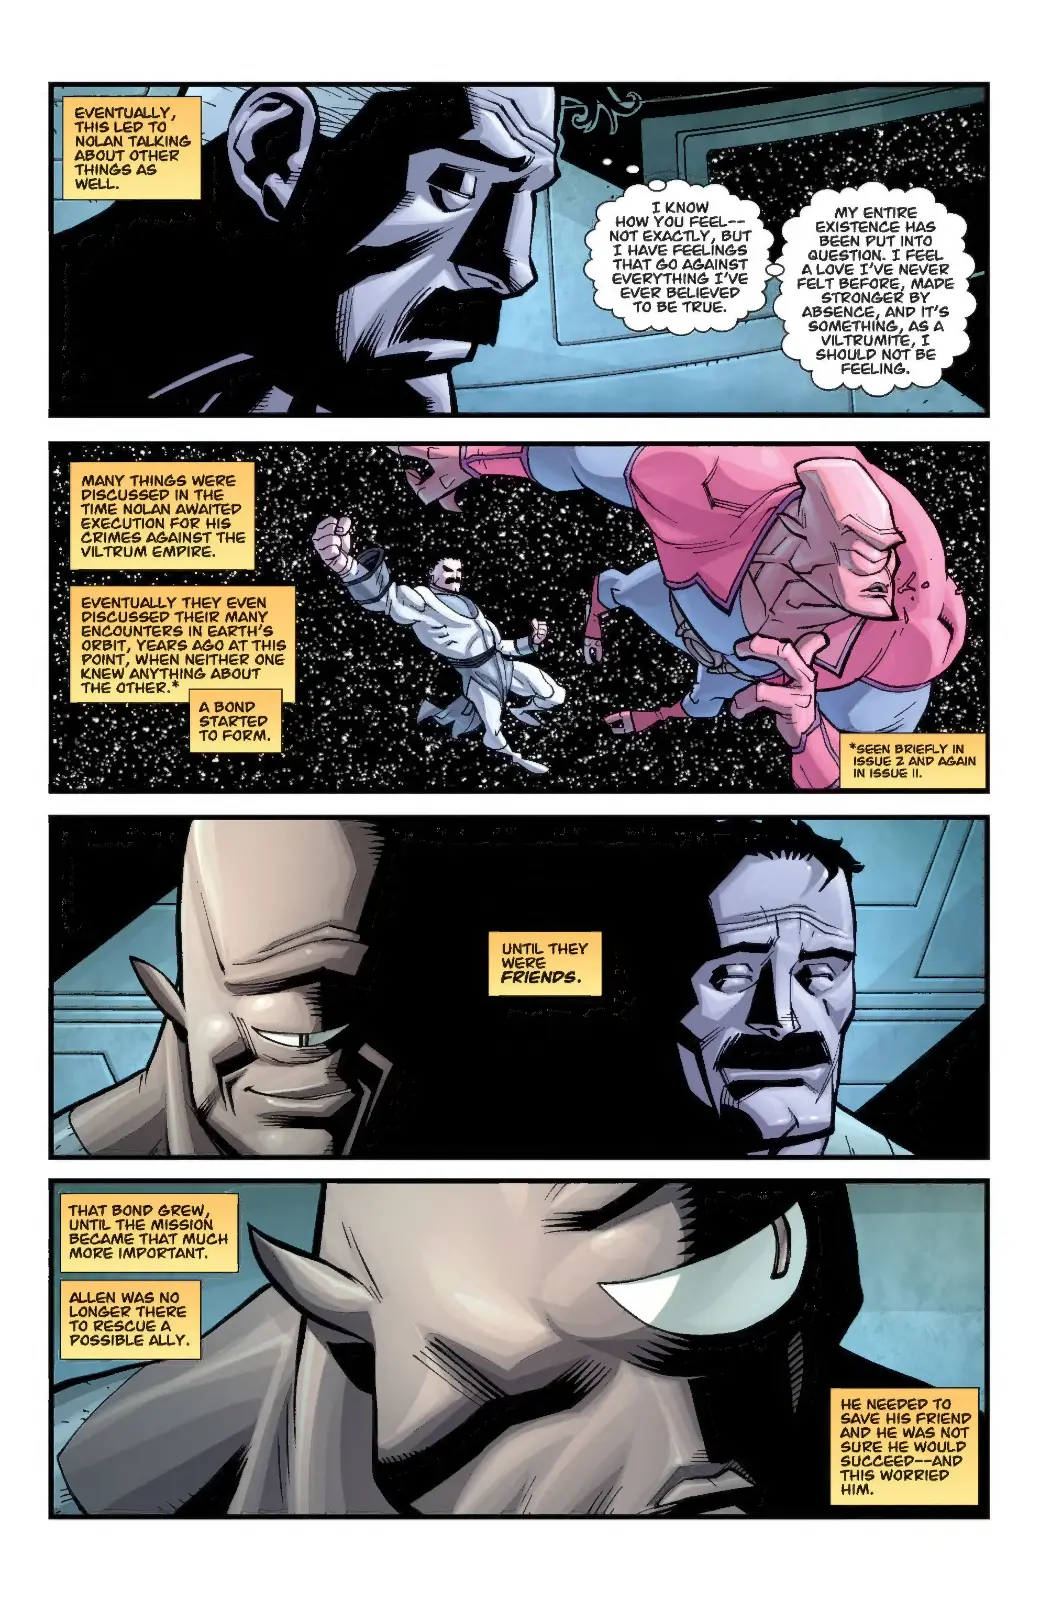 EVENTUALLY,
THIS LED TO
NOLAN TALKING
ABOUT OTHER
THINGS AS
WELL.
I KNOW
HOW YOU FEEL--
NOT EXACTLY, BUT
I HAVE FEELINGS
THAT GO AGAINST
EVERYTHING I'VE
EVER BELIEVED
TO BE TRUE.
MY ENTIRE
EXISTENCE HAS
BEEN PUT INTO
QUESTION. I FEEL
A LOVE I'VE NEVER
FELT BEFORE, MADE
STRONGER BY
ABSENCE, AND IT'S
SOMETHING, AS A
VILTRUMITE, I
SHOULD NOT BE
FEELING.
MANY THINGS WERE
DISCUSSED IN THE
TIME NOLAN AWAITED
EXECUTION FOR HIS
CRIMES AGAINST THE
VILTRUM EMPIRE.
EVENTUALLY THEY EVEN
DISCUSSED THEIR MANY
ENCOUNTERS IN EARTH'S
ORBIT, YEARS AGO AT THIS
POINT, WHEN NEITHER ONE
KNEW ANYTHING ABOUT
THE OTHER.*
A BOND
STARTED
TO FORM.
*SEEN BRIEFLY IN
ISSUE 2 AND AGAIN
IN ISSUE 11.
UNTIL THEY
WERE
FRIENDS.
THAT BOND GREW,
UNTIL THE MISSION
BECAME THAT MUCH
MORE IMPORTANT.
ALLEN WAS NO
LONGER THERE
TO RESCUE A
POSSIBLE ALLY.
HE NEEDED TO
SAVE HIS FRIEND
AND HE WAS NOT
SURE HE WOULD
SUCCEED--AND
THIS WORRIED
HIM.